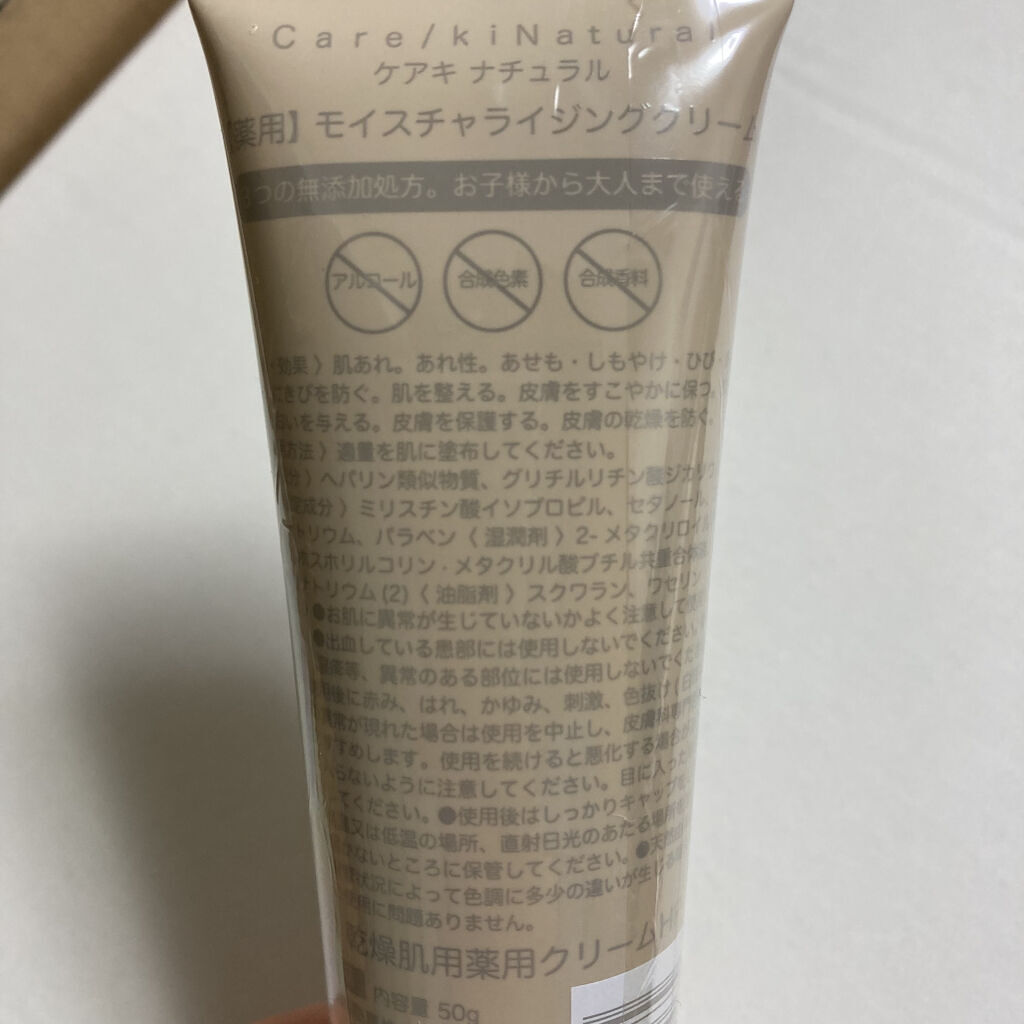 Care/kiNatural
ケアキ ナチュラル
薬用】モイスチャライジングクリーム
3つの無添加処方。お子様から大人まで使える
アルコール 合成色素 合成香料
効果〉肌あれ。あれ性。あせも・しもやけ・ひび・
にきびを防ぐ。肌を整える。皮膚をすこやかに保つ。
いを与える。皮膚を保護する。皮膚の乾燥を防ぐ。
方法〉適量を肌に塗布してください。
分〉ヘパリン類似物質、グリチルリチン酸ジカリウ
成分〉ミリスチン酸イソプロピル、セタノール、
トリウム、パラベン〈湿潤剤〉2-メタクリロイル
ホスホリルコリン・メタクリル酸ブチル共重合体液
トリウム(2)〈油脂剤〉スクワラン、ワセリン
●お肌に異常が生じていないかよく注意して使
●出血している患部には使用しないでください。
等、異常のある部位には使用しないでくだ
後に赤み、はれ、かゆみ、刺激、色抜け(白
異常が現れた場合は使用を中止し、皮膚科専門
すすめします。使用を続けると悪化する場合が
らないように注意してください。目に入った
てください。●使用後はしっかりキャップを
又は低温の場所、直射日光のあたる場所を
かないところに保管してください。●天然
状況によって色調に多少の違いが生じる
用に問題ありません。
乾燥肌用薬用クリームH
内容量 50g